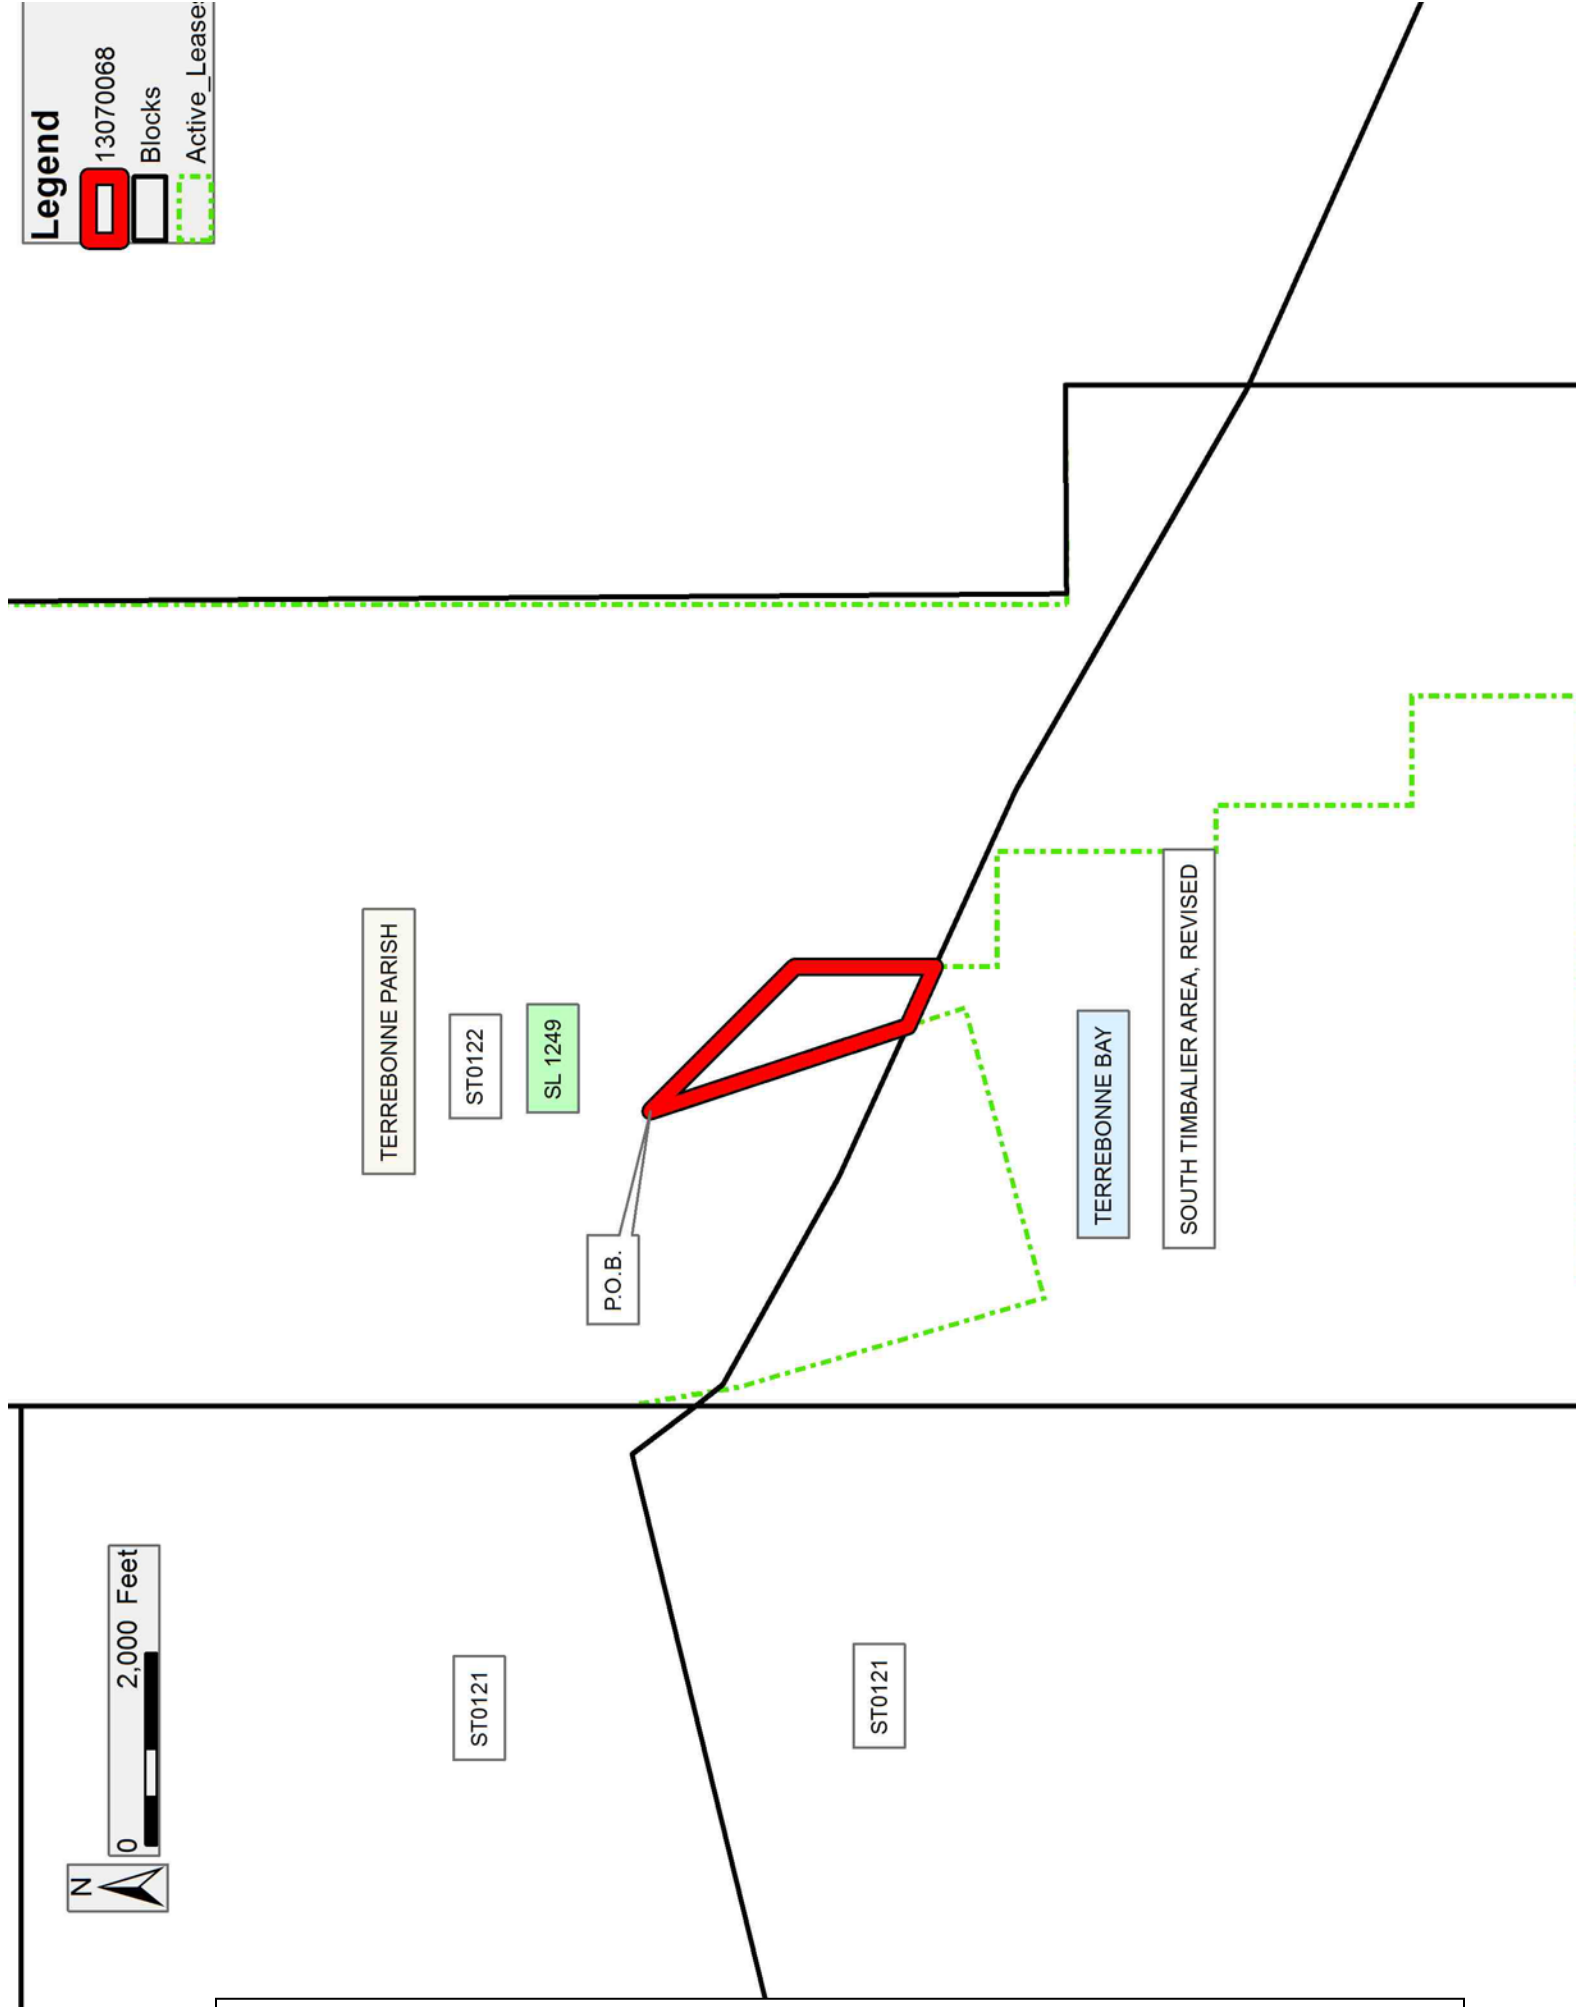 Legend
13070068
Blocks
TERREBONNE PARISH
ST0122
SL 1249
P.O.B.
TERREBONNE BAY
SOUTH TIMBALIER AREA, REVISED
ST0121
ST0121
N
0 2,000 Feet
Active_Lease